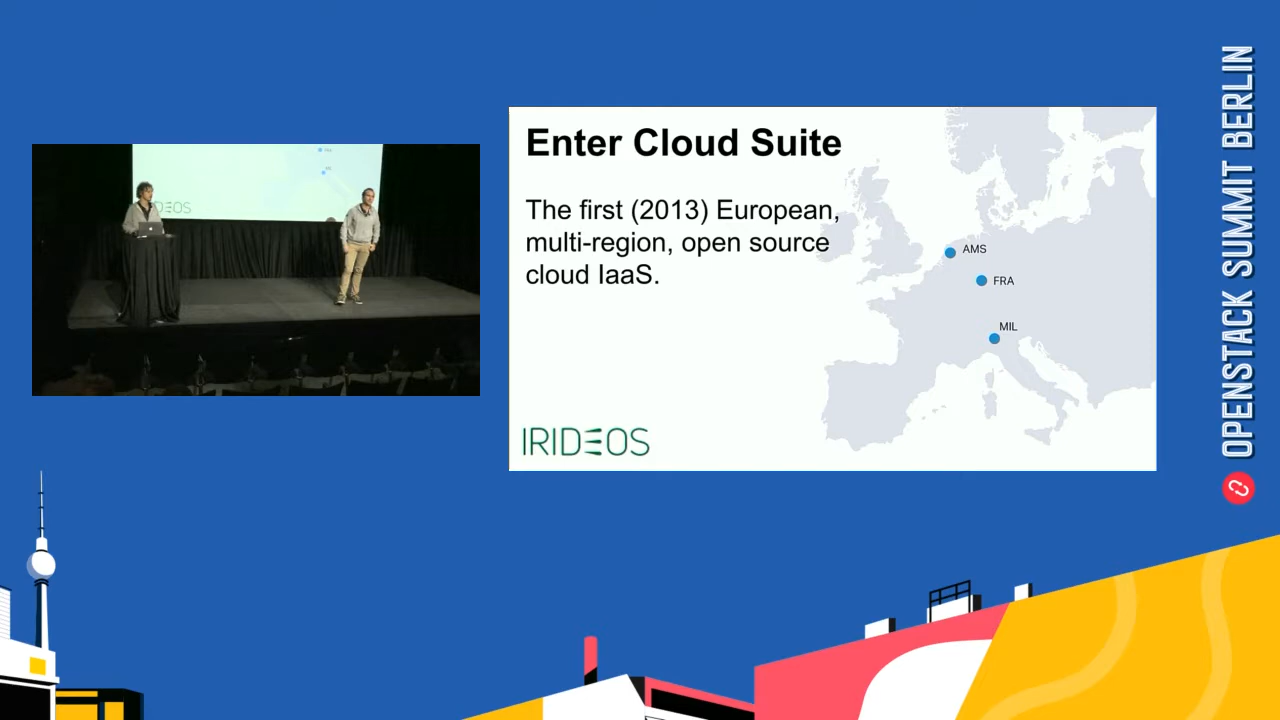 Enter Cloud Suite
The first (2013) European,
multi-region, open source
cloud IaaS.
AMS
FRA
MIL
IRIDEOS
DEOS
OPENSTACK SUMMIT BERLIN